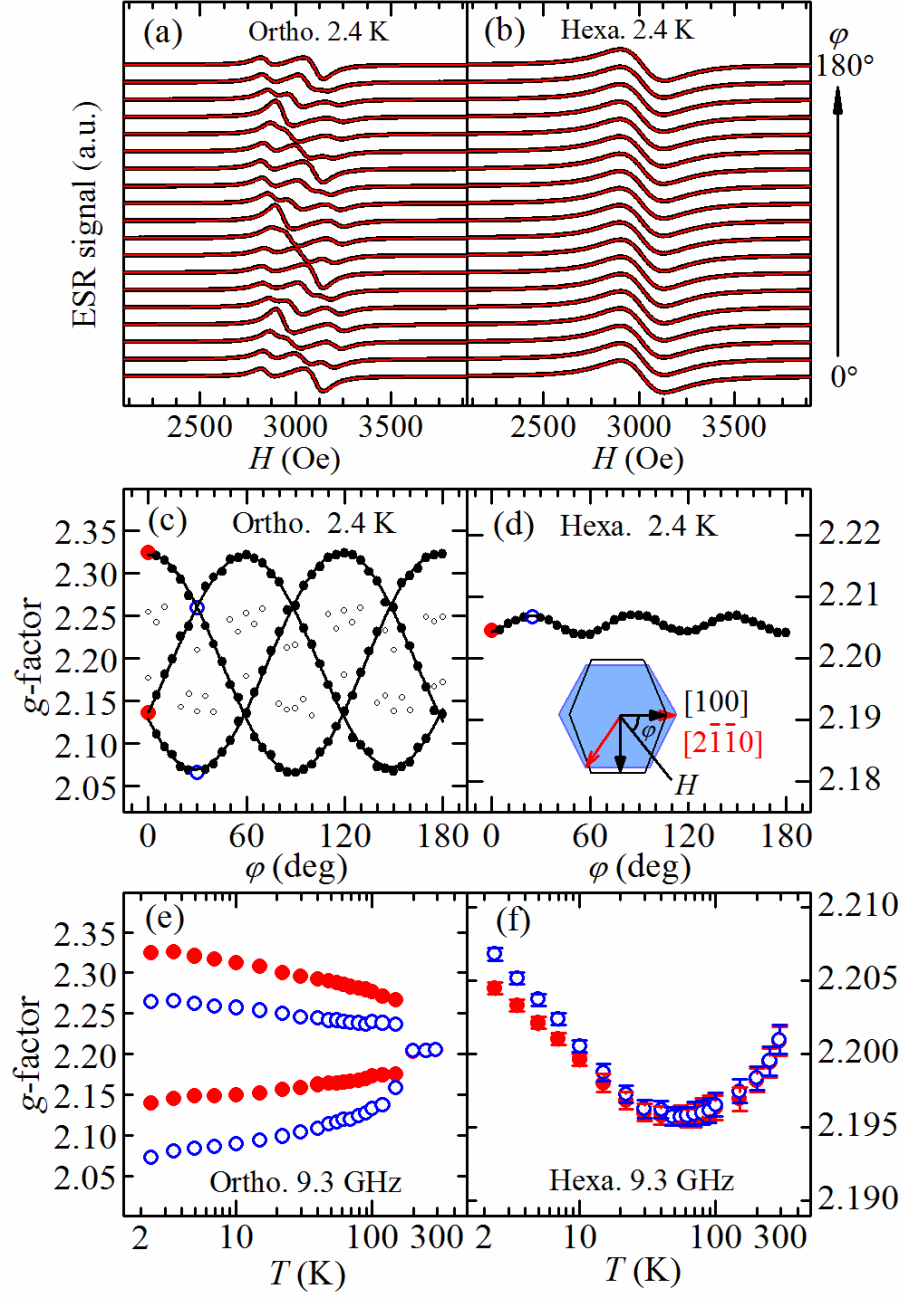 (a) Ortho. 2.4 K
(b) Hexa. 2.4 K
φ
180°
0°
ESR signal (a.u.)
2500 3000 3500
2500 3000 3500
H (Oe)
H (Oe)
(c) Ortho. 2.4 K
(d) Hexa. 2.4 K
g-factor
2.35
2.30
2.25
2.20
2.15
2.10
2.05
2.22
2.21
2.20
2.19
2.18
[100]
[2̄1̄10]
φ
H
0 60 120 180
0 60 120 180
φ (deg)
φ (deg)
(e)
(f)
g-factor
2.35
2.30
2.25
2.20
2.15
2.10
2.05
2.210
2.205
2.200
2.195
2.190
Ortho. 9.3 GHz
Hexa. 9.3 GHz
2 10 100 300
2 10 100 300
T (K)
T (K)